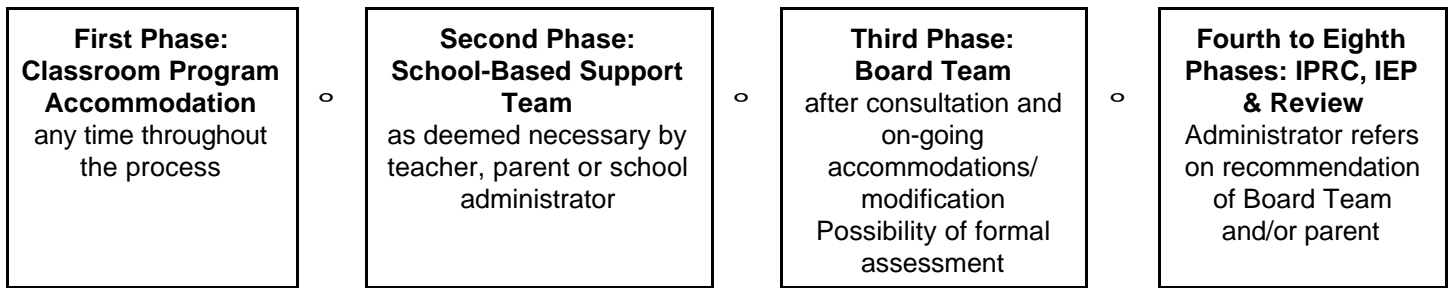 First Phase:
Classroom Program
Accommodation
any time throughout
the process
o
Second Phase:
School-Based Support
Team
as deemed necessary by
teacher, parent or school
administrator
o
Third Phase:
Board Team
after consultation and
on-going
accommodations/
modification
Possibility of formal
assessment
o
Fourth to Eighth
Phases: IPRC, IEP
& Review
Administrator refers
on recommendation
of Board Team
and/or parent